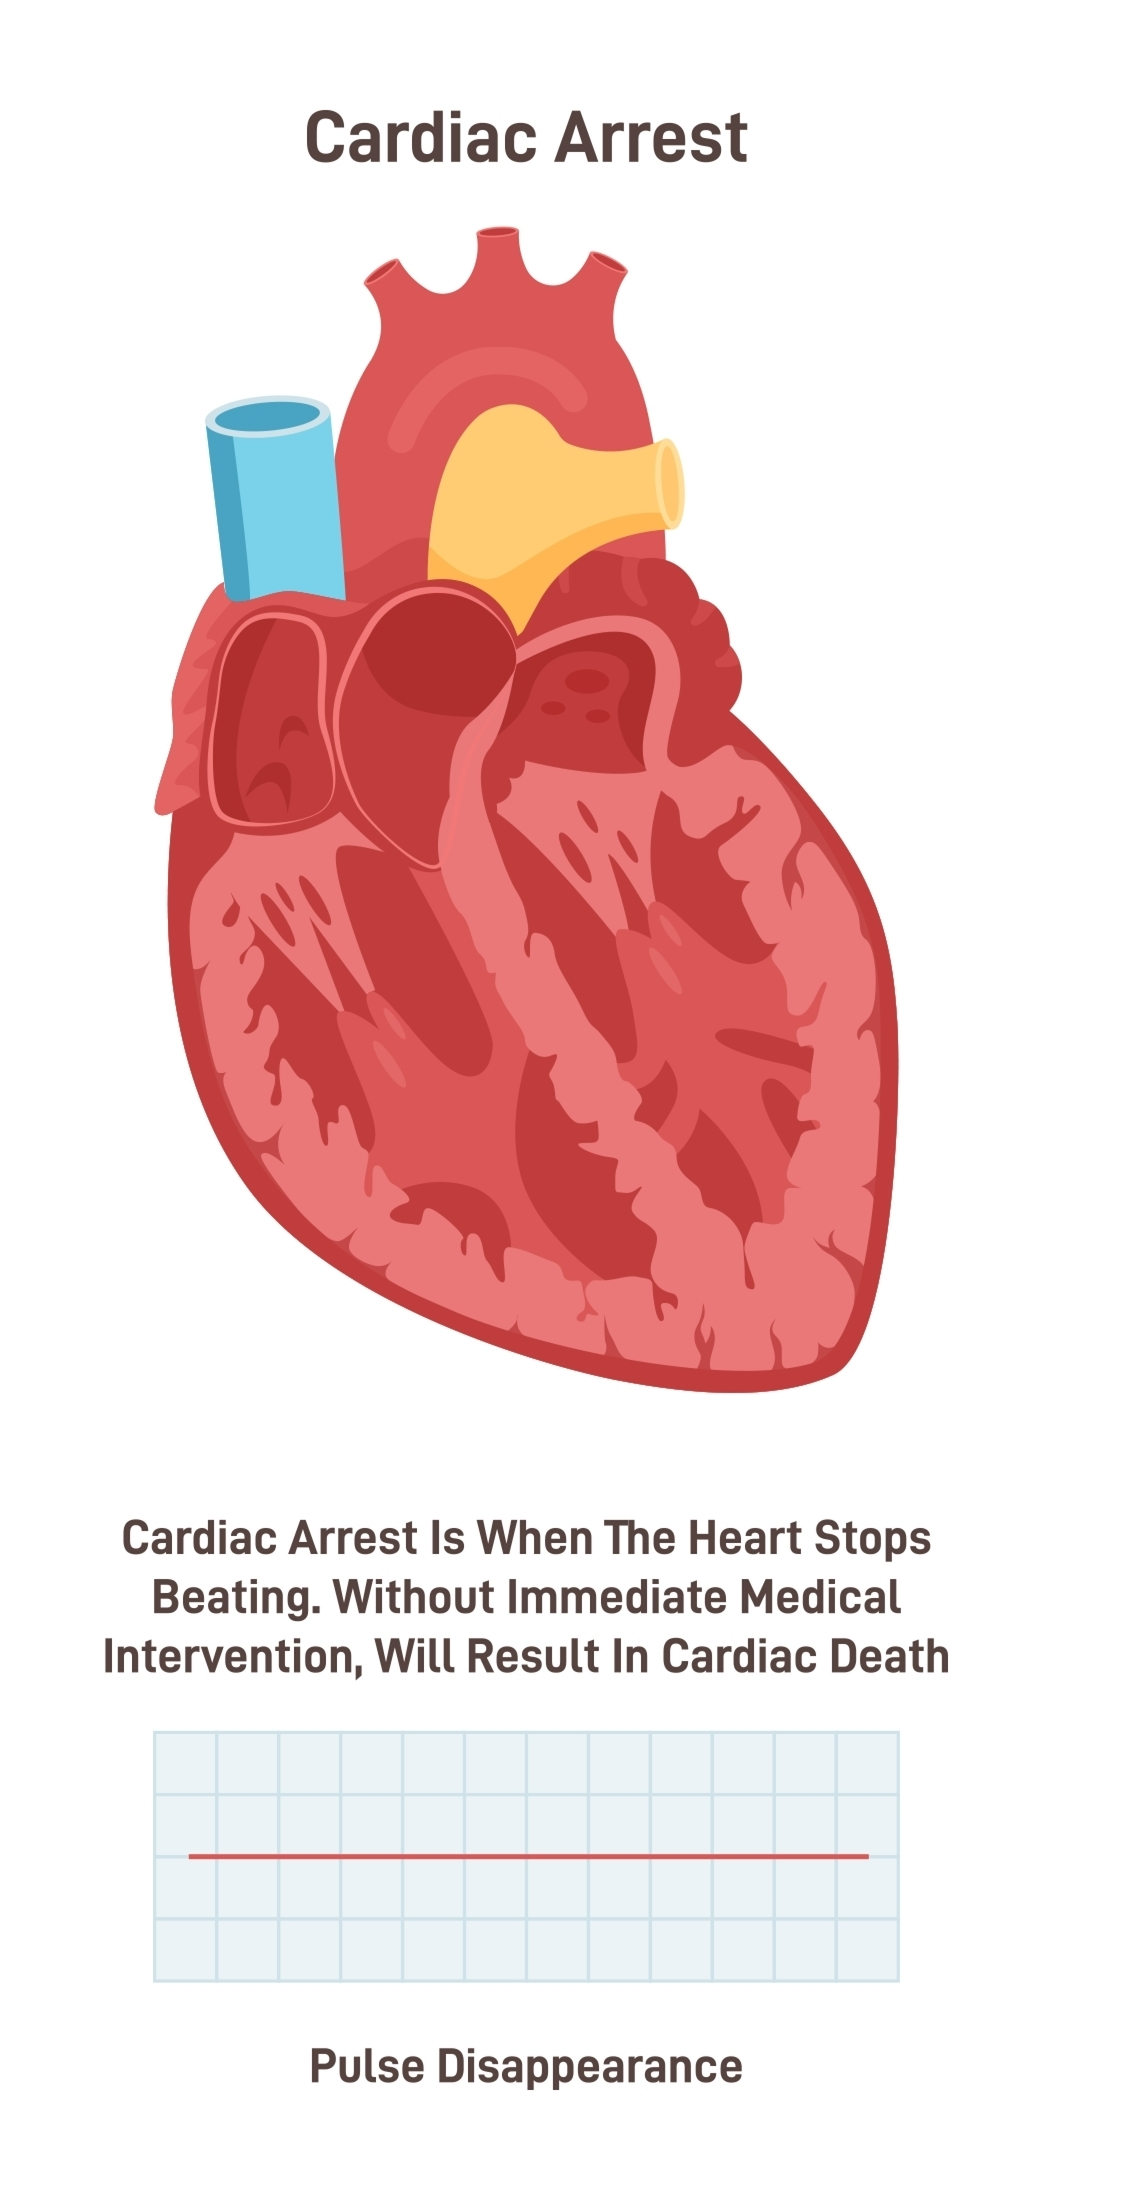 Cardiac Arrest
Cardiac Arrest Is When The Heart Stops
Beating. Without Immediate Medical
Intervention, Will Result In Cardiac Death
Pulse Disappearance